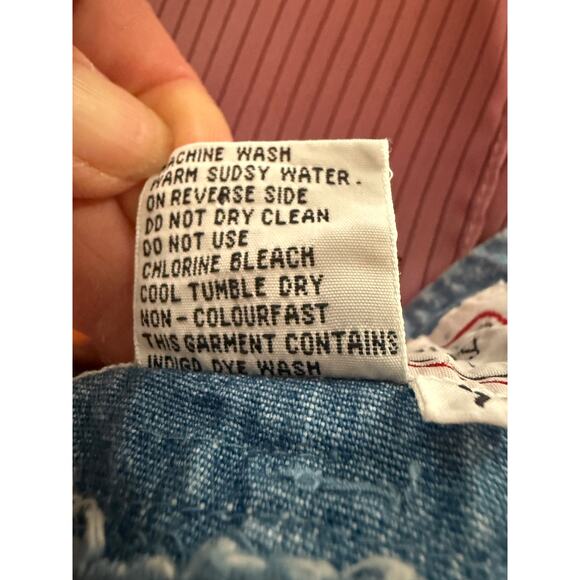 MACHINE WASH
WARM SUDSY WATER.
ON REVERSE SIDE
DO NOT DRY CLEAN
DO NOT USE
CHLORINE BLEACH
COOL TUMBLE DRY
NON-COLOURFAST
THIS GARMENT CONTAINS
INDIGO DYE WASH